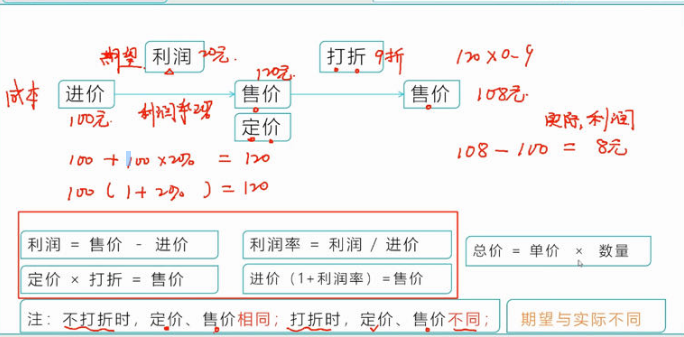 期望 利润 20元. 打折 9折 120×0.9
120元.
成本 进价 售价 售价 108元.
100元 利润率20% 定价
实际利润
100 + 100 × 20% = 120
108 - 100 = 8元
100 ( 1 + 20% ) = 120
利润 = 售价 - 进价 利润率 = 利润 / 进价 总价 = 单价 × 数量
定价 × 打折 = 售价 进价 (1+利润率) =售价
注: 不打折时, 定价、售价相同; 打折时, 定价、售价不同; 期望与实际不同